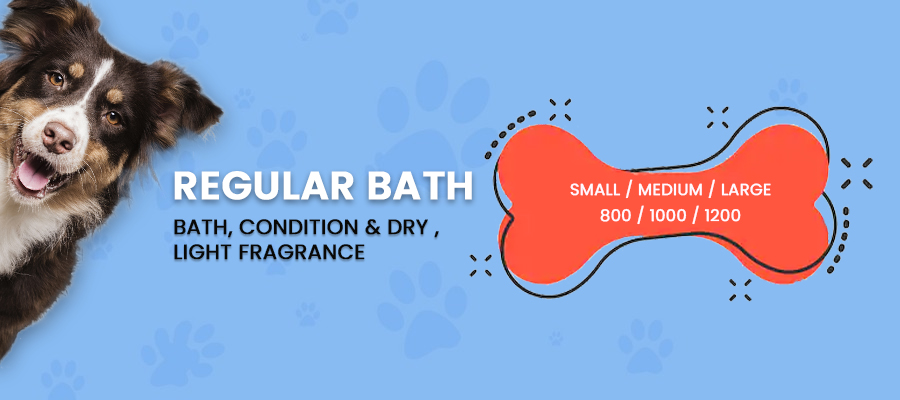 REGULAR BATH
BATH, CONDITION & DRY ,
LIGHT FRAGRANCE
SMALL / MEDIUM / LARGE
800 / 1000 / 1200